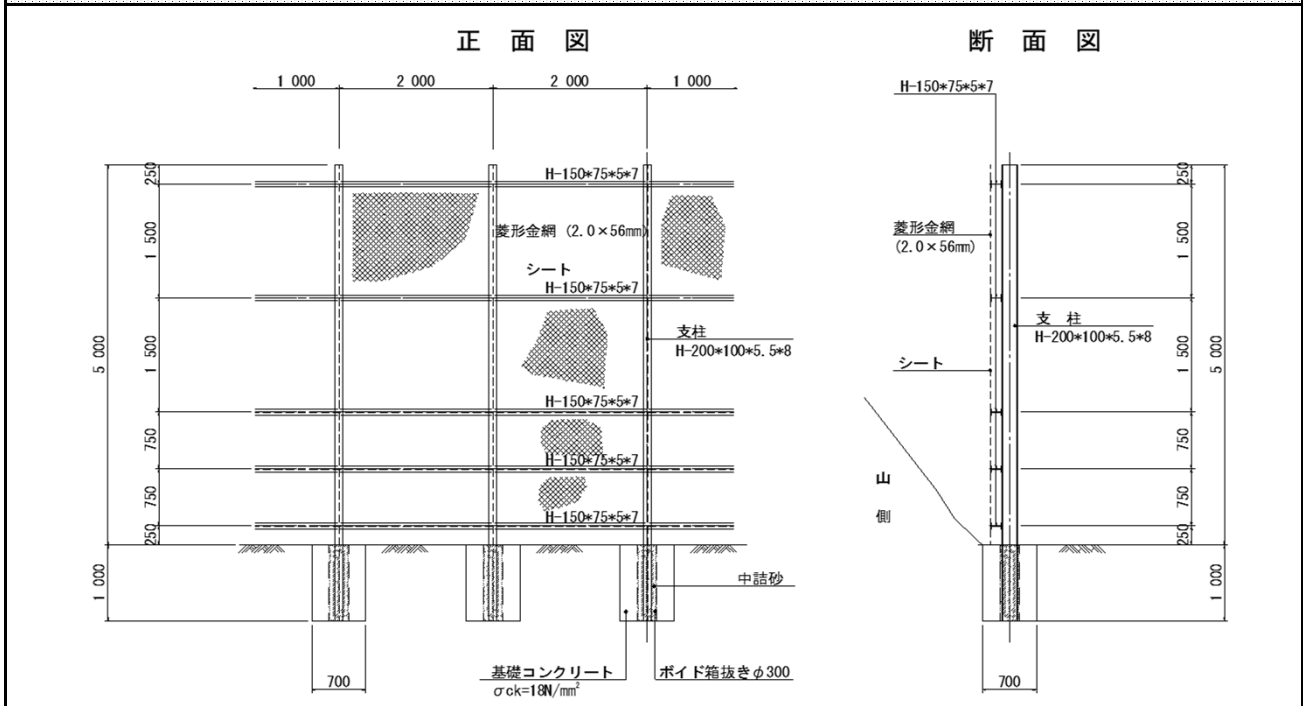 正 面 図
1 000
2 000
2 000
1 000
250
1 500
1 500
750
750
250
5 000
1 000
H-150*75*5*7
菱形金網 (2.0×56mm)
シート
H-150*75*5*7
支柱
H-200*100*5.5*8
H-150*75*5*7
H-150*75*5*7
H-150*75*5*7
中詰砂
基礎コンクリート
σck=18N/mm²
ボイド箱抜きφ300
700
断 面 図
H-150*75*5*7
菱形金網
(2.0×56mm)
シート
支 柱
H-200*100*5.5*8
山
側
250
1 500
1 500
750
750
250
5 000
1 000
700